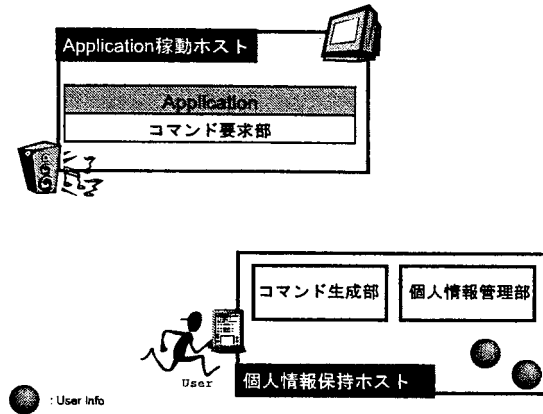 Application稼動ホスト
Application
コマンド要求部
コマンド生成部
個人情報管理部
User
個人情報保持ホスト
: User Info